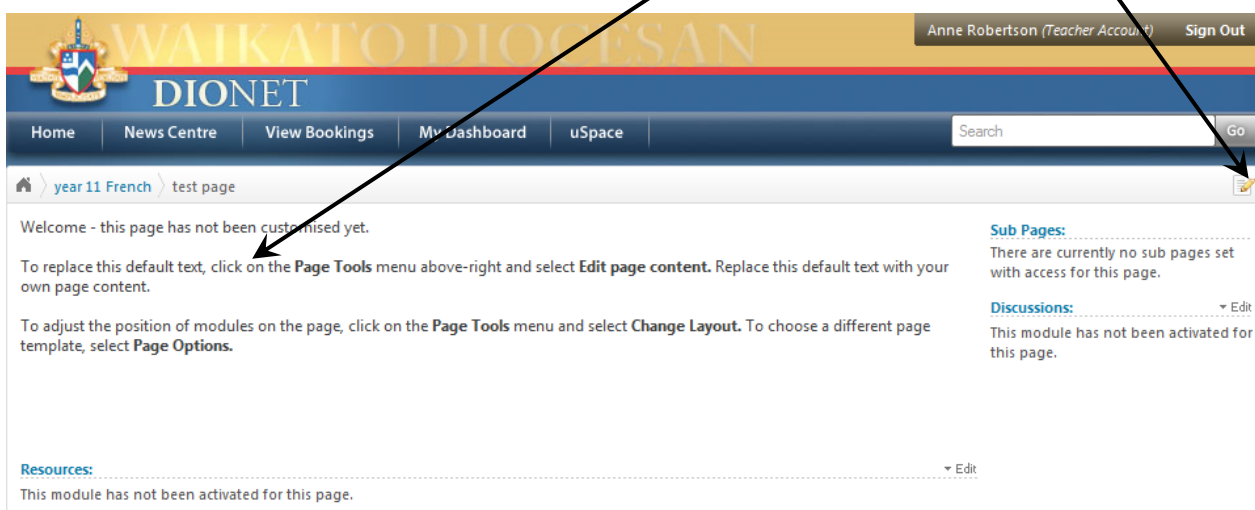 WAIKATO DIOCESAN
Anne Robertson (Teacher Account) Sign Out
DIONET
Home News Centre View Bookings My Dashboard uSpace Search Go
year 11 French test page
Welcome - this page has not been customised yet.
To replace this default text, click on the Page Tools menu above-right and select Edit page content. Replace this default text with your
own page content.
To adjust the position of modules on the page, click on the Page Tools menu and select Change Layout. To choose a different page
template, select Page Options.
Sub Pages:
There are currently no sub pages set
with access for this page.
Discussions: Edit
This module has not been activated for
this page.
Resources: Edit
This module has not been activated for this page.